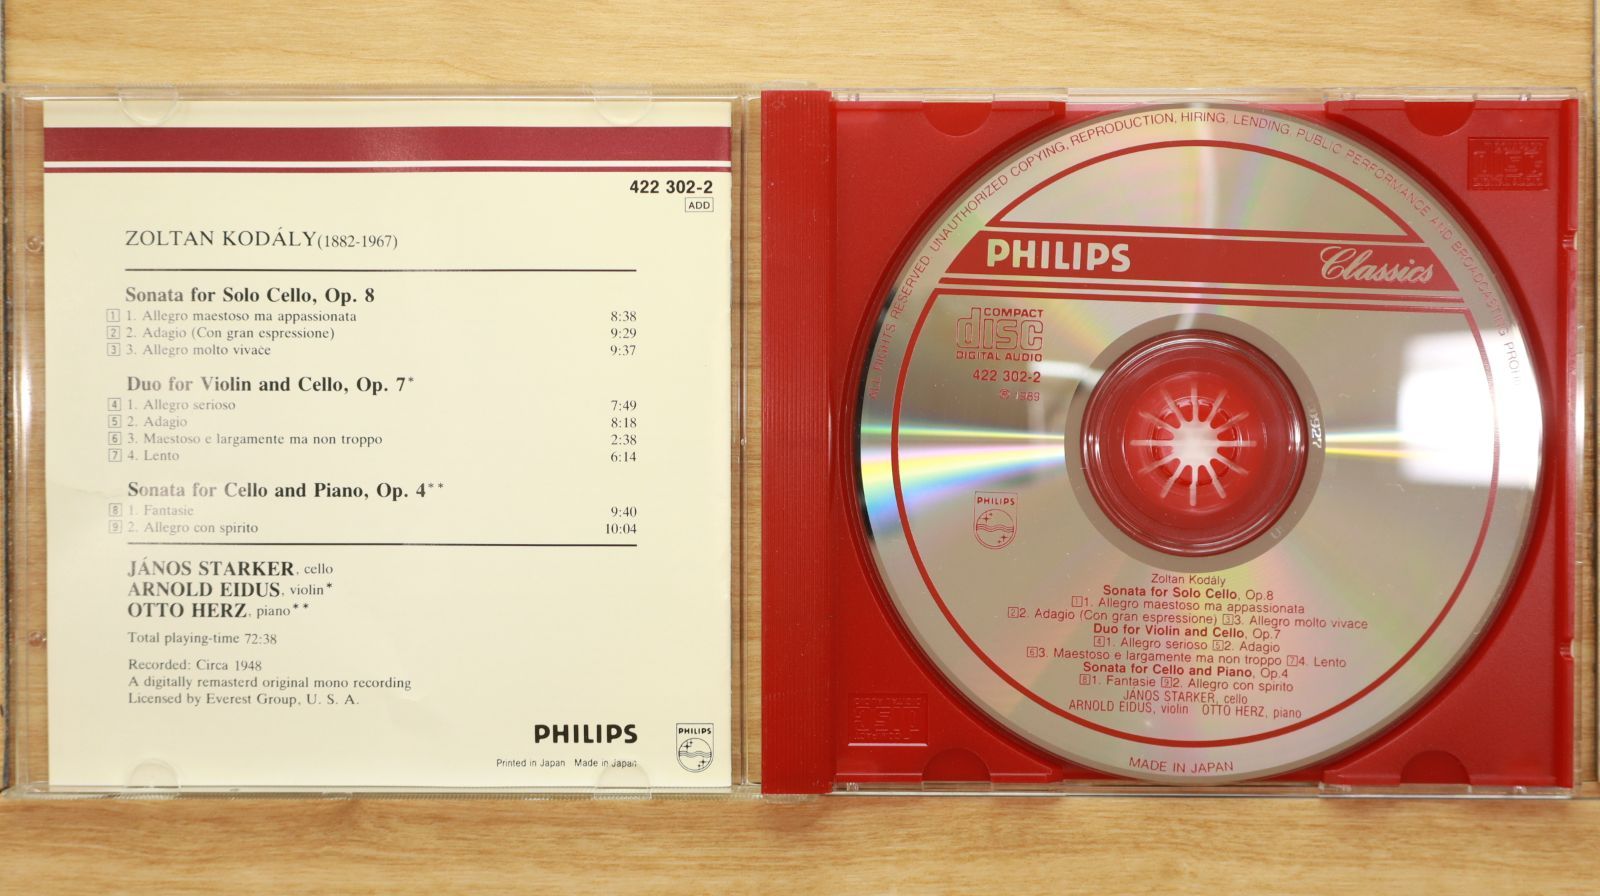 422 302-2
ADD
ZOLTAN KODÁLY(1882-1967)
Sonata for Solo Cello, Op. 8
1 1. Allegro maestoso ma appassionata 8:38
2 2. Adagio (Con gran espressione) 9:29
3 3. Allegro molto vivace 9:37
Duo for Violin and Cello, Op. 7*
4 1. Allegro serioso 7:49
5 2. Adagio 8:18
6 3. Maestoso e largamente ma non troppo 2:38
7 4. Lento 6:14
Sonata for Cello and Piano, Op. 4**
8 1. Fantasie 9:40
9 2. Allegro con spirito 10:04
JÁNOS STARKER, cello
ARNOLD EIDUS, violin*
OTTO HERZ, piano**
Total playing-time 72:38
Recorded: Circa 1948
A digitally remasterd original mono recording
Licensed by Everest Group, U. S. A.
PHILIPS
PHILIPS
Printed in Japan Made in Japan
ALL RIGHTS RESERVED UNAUTHORIZED COPYING, REPRODUCTION, HIRING, LENDING, PUBLIC PERFORMANCE AND BROADCASTING
PHILIPS Classics
COMPACT
disc
DIGITAL AUDIO
422 302-2
℗ 1989
PHILIPS
Zoltan Kodály
Sonata for Solo Cello, Op.8
1 1. Allegro maestoso ma appassionata
2 2. Adagio (Con gran espressione) 3 3. Allegro molto vivace
Duo for Violin and Cello, Op.7
4 1. Allegro serioso 5 2. Adagio
6 3. Maestoso e largamente ma non troppo 7 4. Lento
Sonata for Cello and Piano, Op.4
8 1. Fantasie 9 2. Allegro con spirito
JÁNOS STARKER, cello
ARNOLD EIDUS, violin OTTO HERZ, piano
MADE IN JAPAN